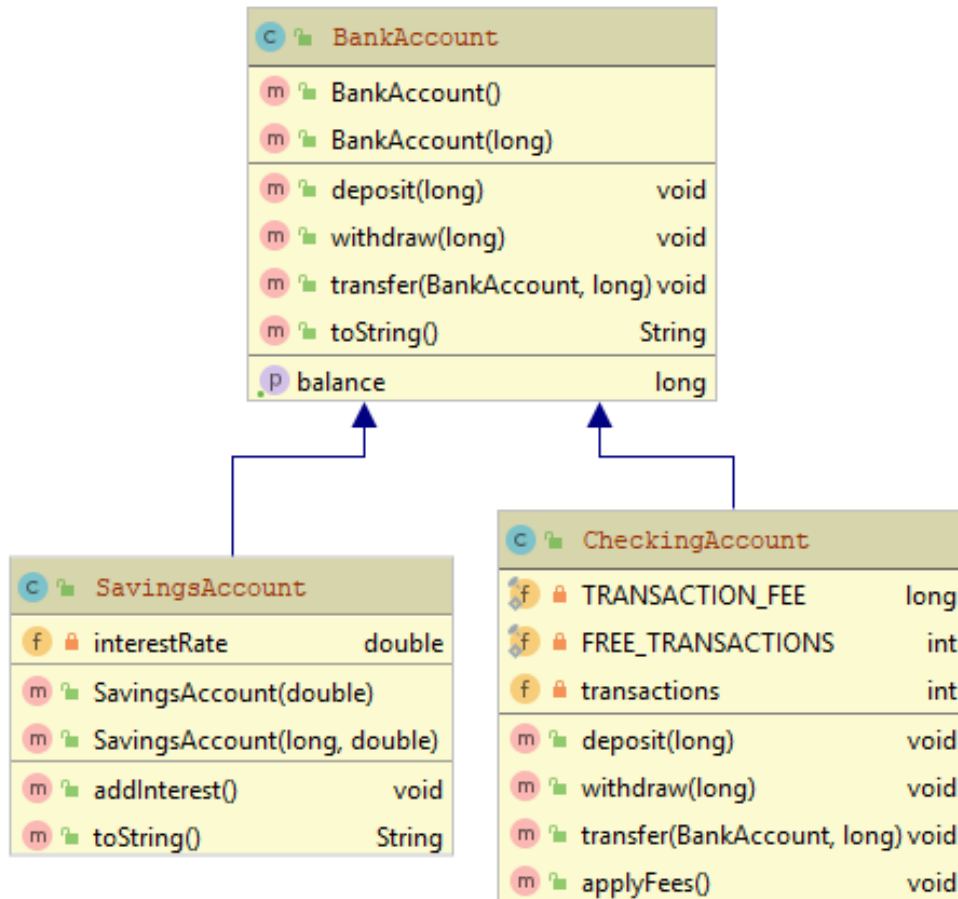 C BankAccount
m BankAccount()
m BankAccount(long)
m deposit(long) void
m withdraw(long) void
m transfer(BankAccount, long) void
m toString() String
p balance long
C SavingsAccount
f interestRate double
m SavingsAccount(double)
m SavingsAccount(long, double)
m addInterest() void
m toString() String
C CheckingAccount
f TRANSACTION_FEE long
f FREE_TRANSACTIONS int
f transactions int
m deposit(long) void
m withdraw(long) void
m transfer(BankAccount, long) void
m applyFees() void